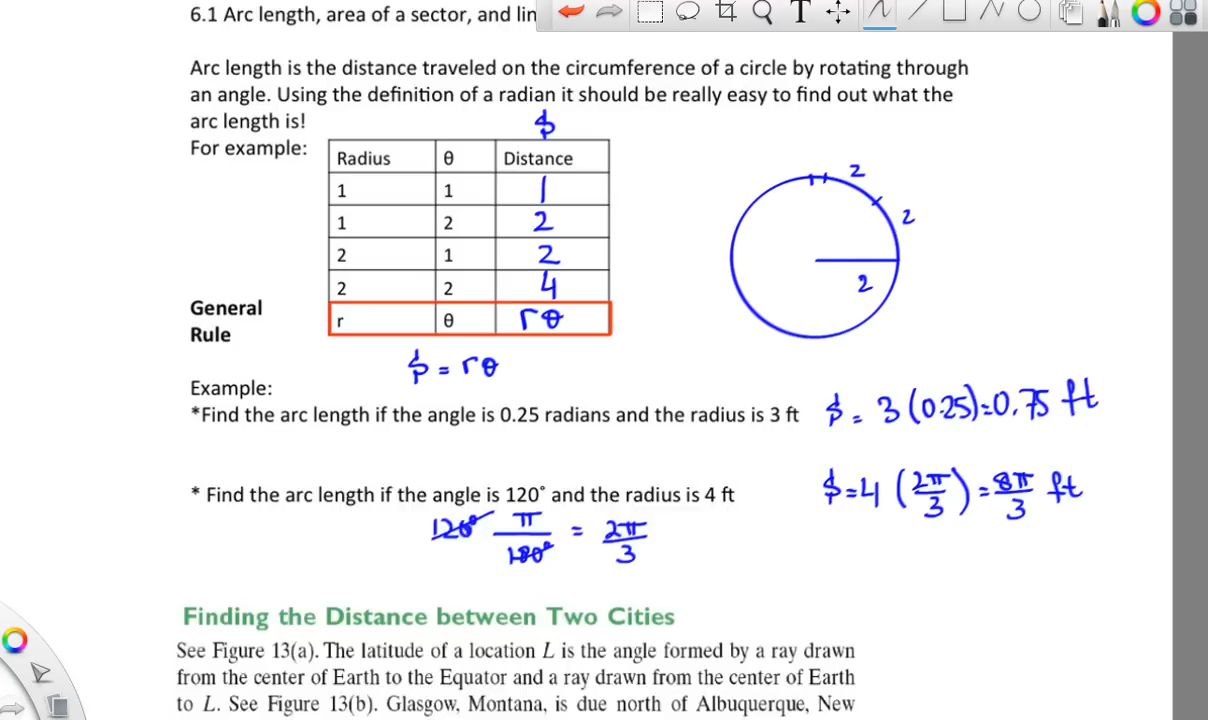 6.1 Arc length, area of a sector, and lin
T
Arc length is the distance traveled on the circumference of a circle by rotating through
an angle. Using the definition of a radian it should be really easy to find out what the
arc length is!
$
For example:
Radius θ Distance
1 1 1
1 2 2
2 1 2
2 2 4
General
Rule
r θ rθ
2
2
2
$ = rθ
Example:
*Find the arc length if the angle is 0.25 radians and the radius is 3 ft
$ = 3(0.25)=0.75 ft
* Find the arc length if the angle is 120° and the radius is 4 ft
$=4(2π/3)=8π/3 ft
120° π/180° = 2π/3
Finding the Distance between Two Cities
See Figure 13(a). The latitude of a location L is the angle formed by a ray drawn
from the center of Earth to the Equator and a ray drawn from the center of Earth
to L. See Figure 13(b). Glasgow, Montana, is due north of Albuquerque, New